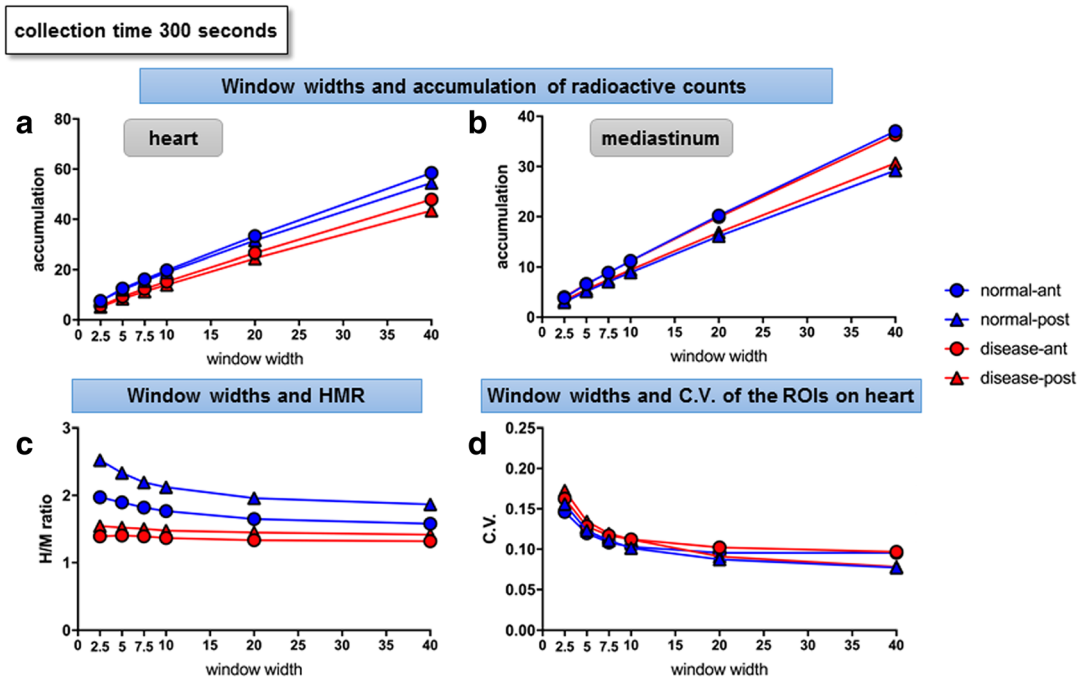 collection time 300 seconds
Window widths and accumulation of radioactive counts
a
heart
accumulation
80
60
40
20
0
0 2.5 5 7.5 10 15 20 25 30 35 40
window width
b
mediastinum
accumulation
40
30
20
10
0
0 2.5 5 7.5 10 15 20 25 30 35 40
window width
normal-ant
normal-post
disease-ant
disease-post
Window widths and HMR
c
H/M ratio
3
2
1
0
0 2.5 5 7.5 10 15 20 25 30 35 40
window width
Window widths and C.V. of the ROIs on heart
d
C.V.
0.25
0.20
0.15
0.10
0.05
0.00
0 2.5 5 7.5 10 15 20 25 30 35 40
window width